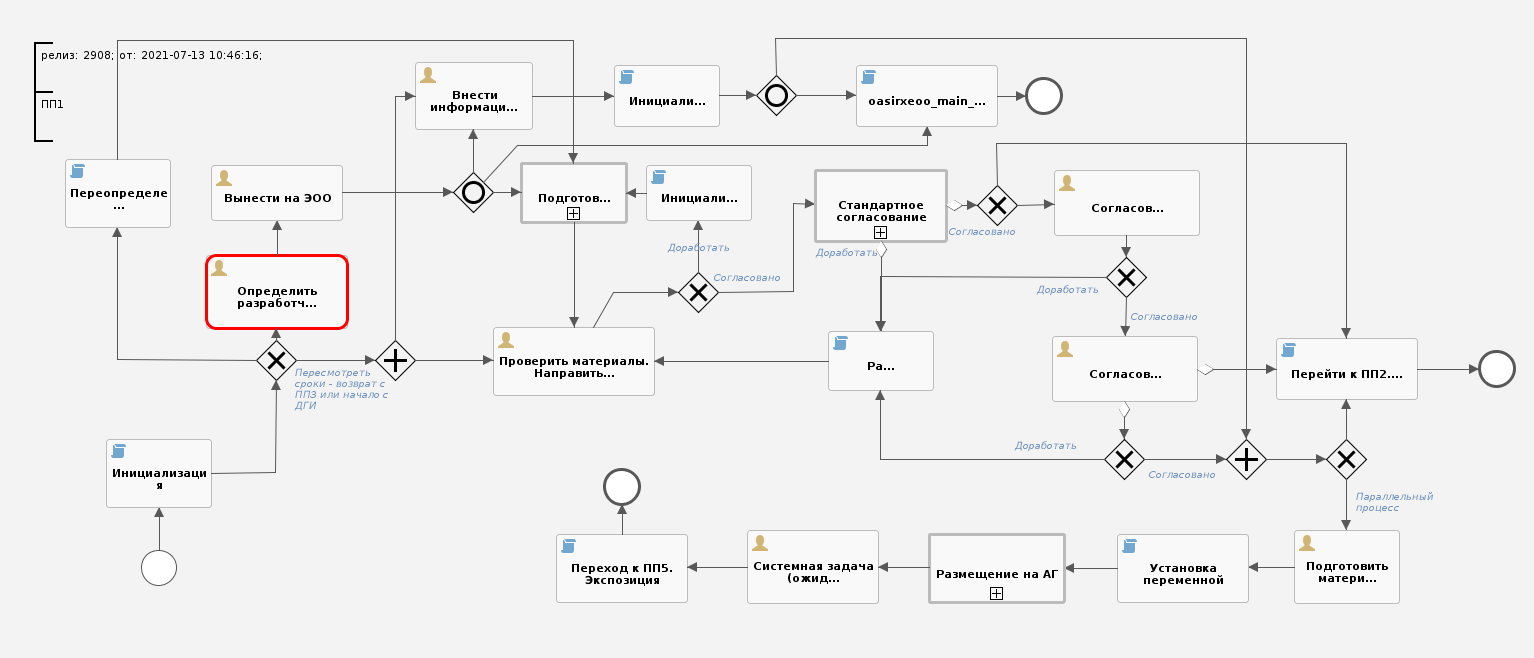 релиз: 2908; от: 2021-07-13 10:46:16;
ПП1
Внести
информаци...
Инициали...
oasirxeoo_main_...
Переопределе
...
Вынести на ЭОО
Подготов...
Инициали...
Стандартное
согласование
Согласовано
Согласов...
Доработать
Доработать
Согласовано
Определить
разработч...
Доработать
Согласовано
Пересмотреть
сроки - возврат с
ПП3 или начало с
ДГИ
Проверить материалы.
Направить...
Ра...
Согласов...
Перейти к ПП2....
Доработать
Согласовано
Инициализаци
я
Параллельный
процесс
Переход к ПП5.
Экспозиция
Системная задача
(ожид...
Размещение на АГ
Установка
переменной
Подготовить
матери...